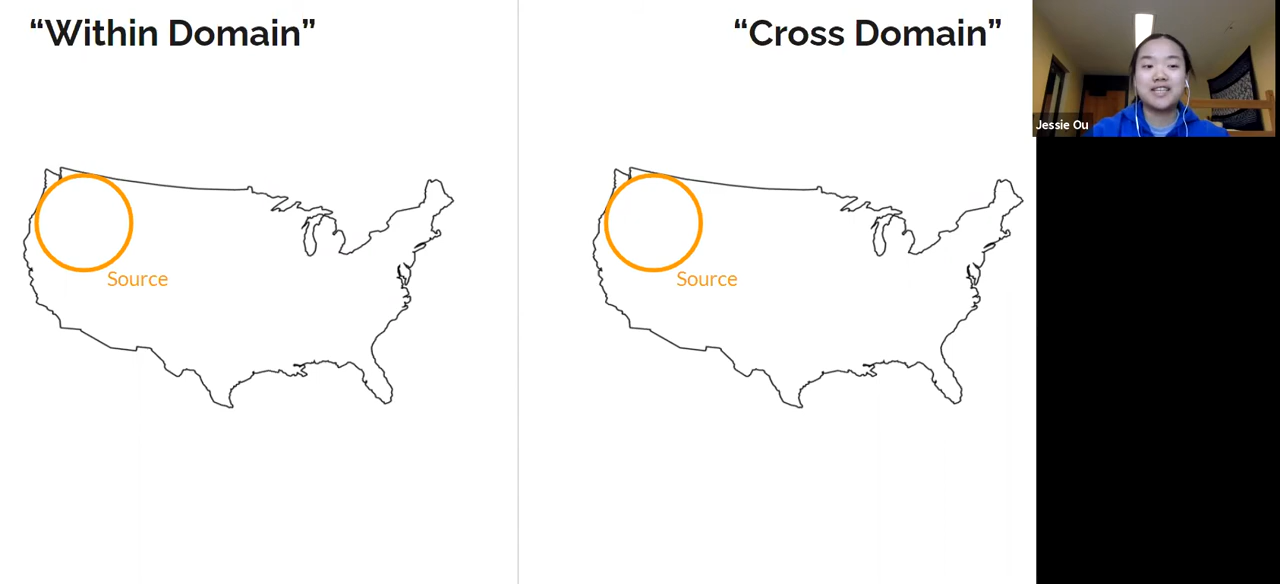 “Within Domain”
“Cross Domain”
Jessie Ou
Source
Source